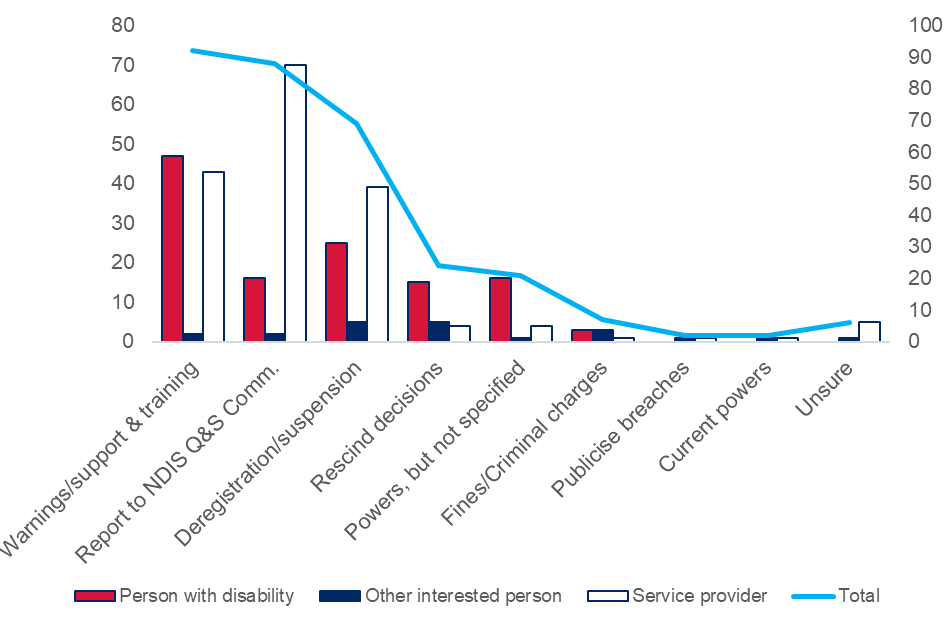 80
70
60
50
40
30
20
10
0
100
90
80
70
60
50
40
30
20
10
0
Warnings/support & training
Report to NDIS Q&S Comm.
Deregistration/suspension
Rescind decisions
Powers, but not specified
Fines/Criminal charges
Publicise breaches
Current powers
Unsure
Person with disability
Other interested person
Service provider
Total